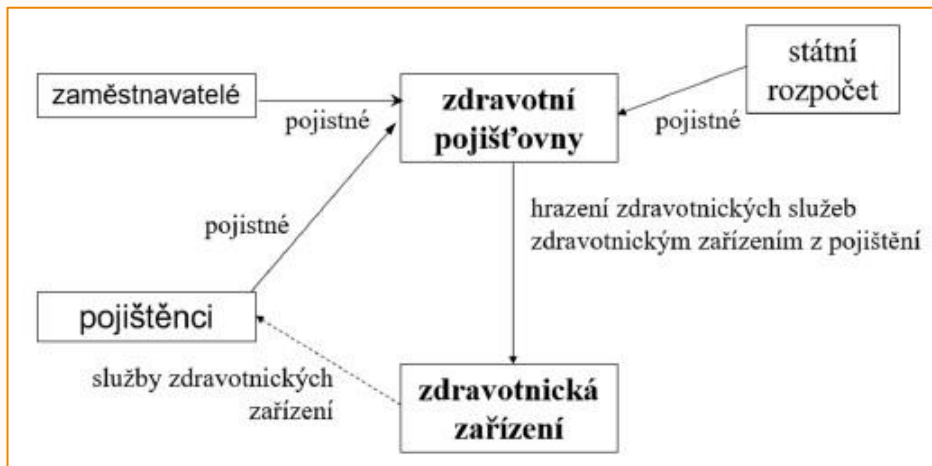 zaměstnavatelé
pojistné
zdravotní
pojišťovny
státní
rozpočet
pojistné
pojistné
hrazení zdravotnických služeb
zdravotnickým zařízením z pojištění
pojištěnci
služby zdravotnických
zařízení
zdravotnická
zařízení